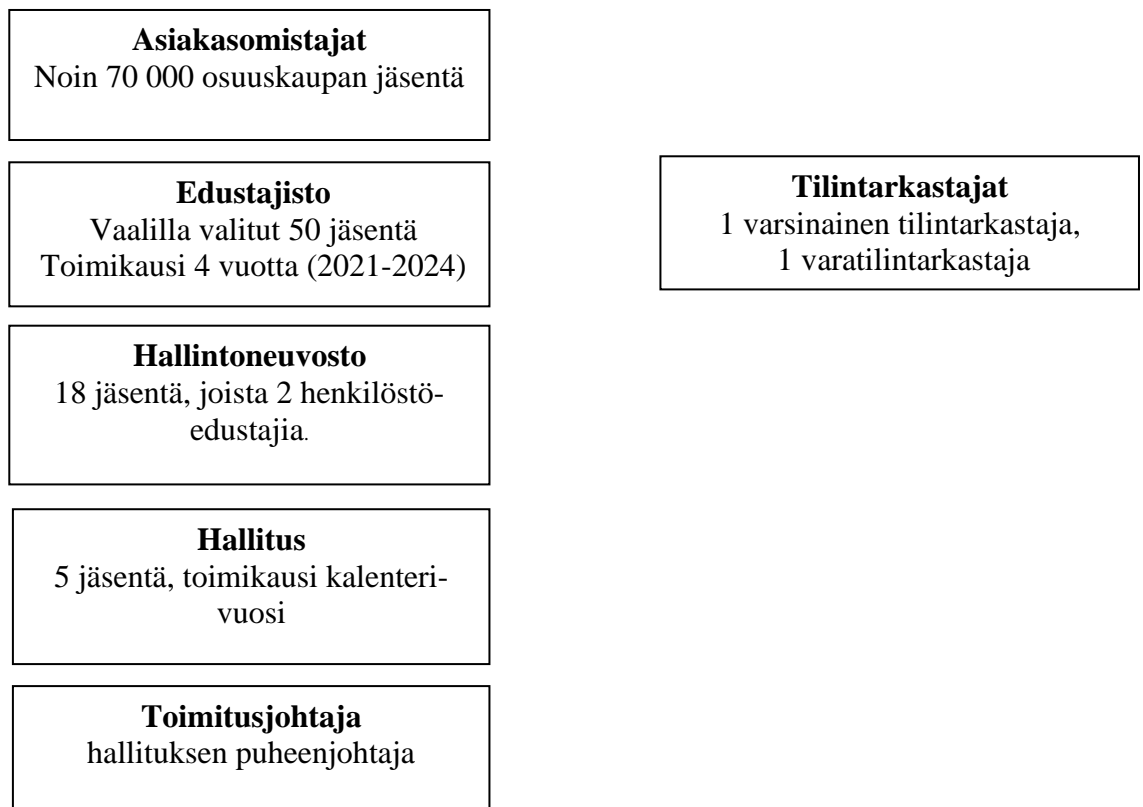 Asiakasomistajat
Noin 70 000 osuuskaupan jäsentä
Edustajisto
Vaalilla valitut 50 jäsentä
Toimikausi 4 vuotta (2021-2024)
Tilintarkastajat
1 varsinainen tilintarkastaja,
1 varatilintarkastaja
Hallintoneuvosto
18 jäsentä, joista 2 henkilöstö-
edustajia.
Hallitus
5 jäsentä, toimikausi kalenteri-
vuosi
Toimitusjohtaja
hallituksen puheenjohtaja